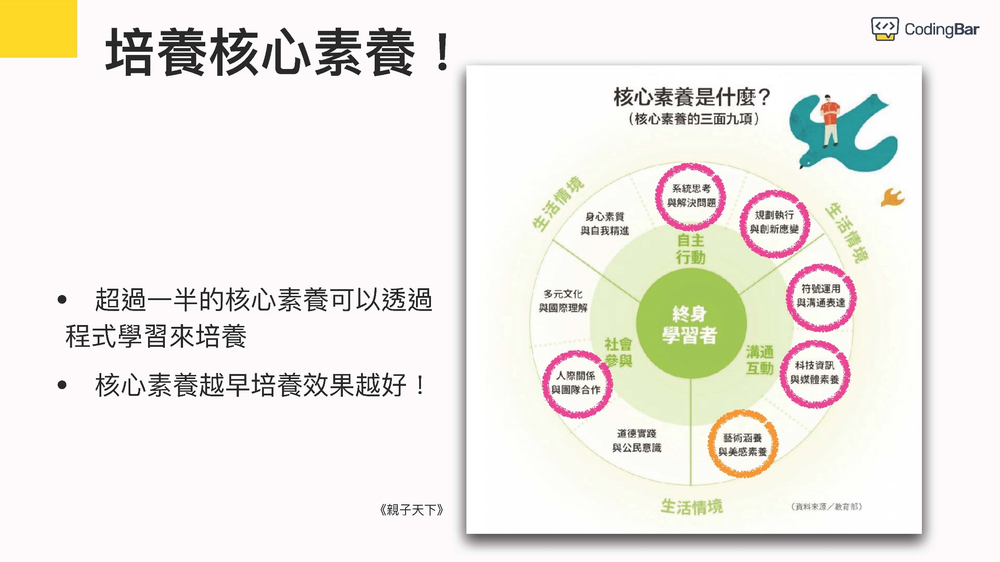 培養核心素養！
CodingBar
• 超過一半的核心素養可以透過
程式學習來培養
• 核心素養越早培養效果越好！
《親子天下》
核心素養是什麼？
（核心素養的三面九項）
生活情境
生活情境
系統思考
與解決問題
規劃執行
與創新應變
身心素質
與自我精進
自主
行動
符號運用
與溝通表達
多元文化
與國際理解
終身
學習者
社會
參與
溝通
互動
科技資訊
與媒體素養
人際關係
與團隊合作
道德實踐
與公民意識
藝術涵養
與美感素養
生活情境
（資料來源／教育部）